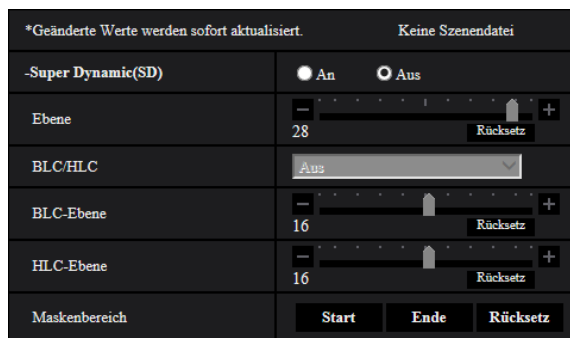 *Geänderte Werte werden sofort aktualisiert. Keine Szenendatei
-Super Dynamic(SD) An Aus
Ebene
28 Rücksetz
BLC/HLC Aus
BLC-Ebene
16 Rücksetz
HLC-Ebene
16 Rücksetz
Maskenbereich Start Ende Rücksetz